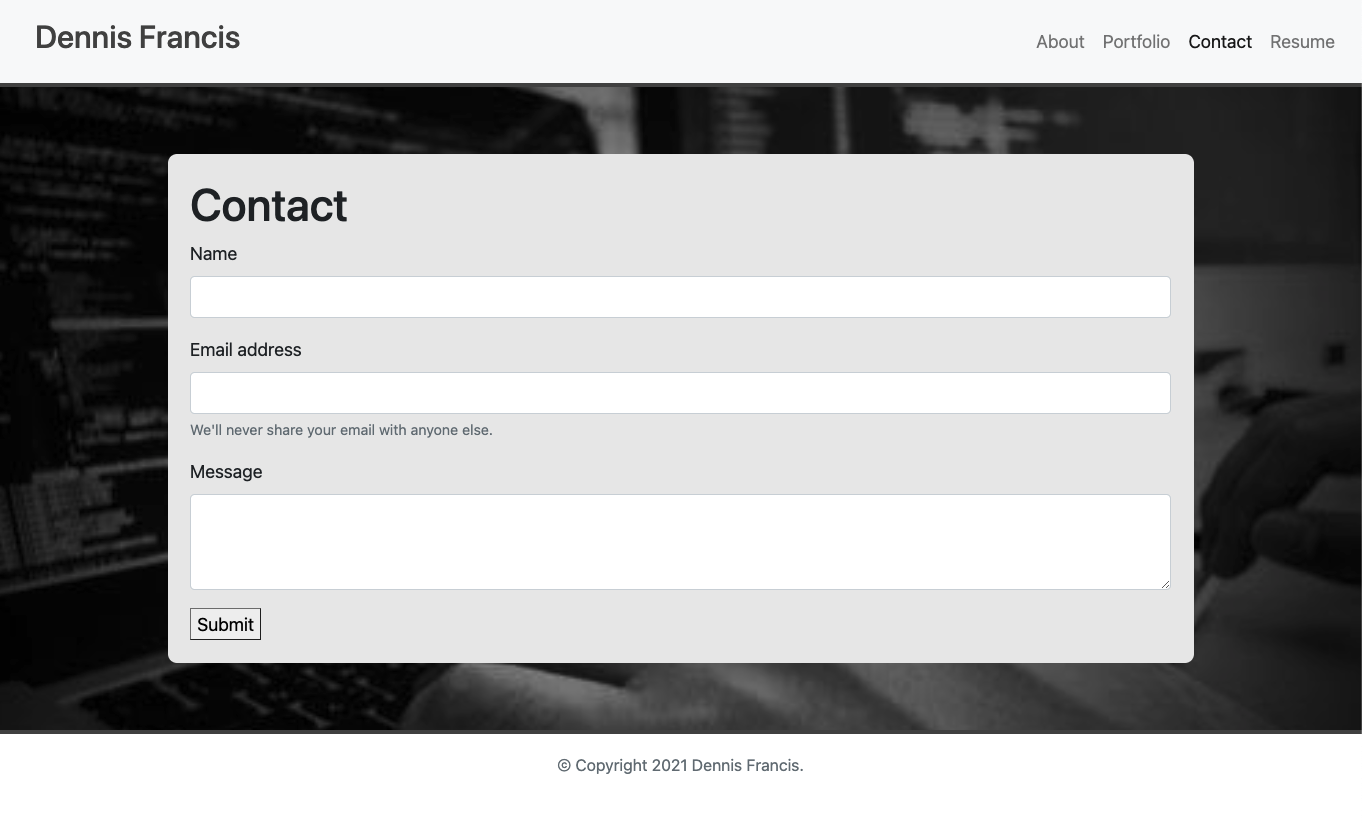 Dennis Francis
About Portfolio Contact Resume
Contact
Name
Email address
We'll never share your email with anyone else.
Message
Submit
© Copyright 2021 Dennis Francis.